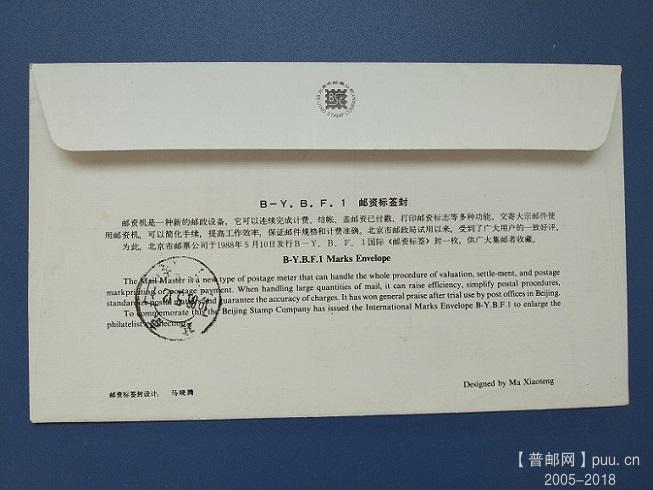 BEIJING STAMP COMPANY
B－Y．B．F．1 邮资标签封
邮资机是一种新的邮政设备，它可以连续完成计费、结帐、盖邮资已付戳、打印邮资标志等多种功能。交寄大宗邮件使
用邮资机，可以简化手续，提高工作效率，保证邮件规格和计费准确。北京市邮政局试用以来，受到了广大用户的一致好评。
为此，北京市邮票公司于1988年5月10日发行B－Y．B．F．1国际《邮资标签》封一枚，供广大集邮者收藏。
B-Y.B.F.1 Marks Envelope
The Mail Master is a new type of postage meter that can handle the whole procedure of valuation, settle-ment, and postage
markprinting or postage payment. When handling large quantities of mail, it can raise efficiency, simplify postal procedures,
standard postal and guarantee the accuracy of charges. It has won general praise after trial use by post offices in Beijing.
To commemorate this the Beijing Stamp Company has issued the International Marks Envelope B-Y.B.F.1 to enlarge the
philatelist's collection.
邮资标签封设计： 马晓腾
Designed by Ma Xiaoteng
【普邮网】puu.cn
2005-2018